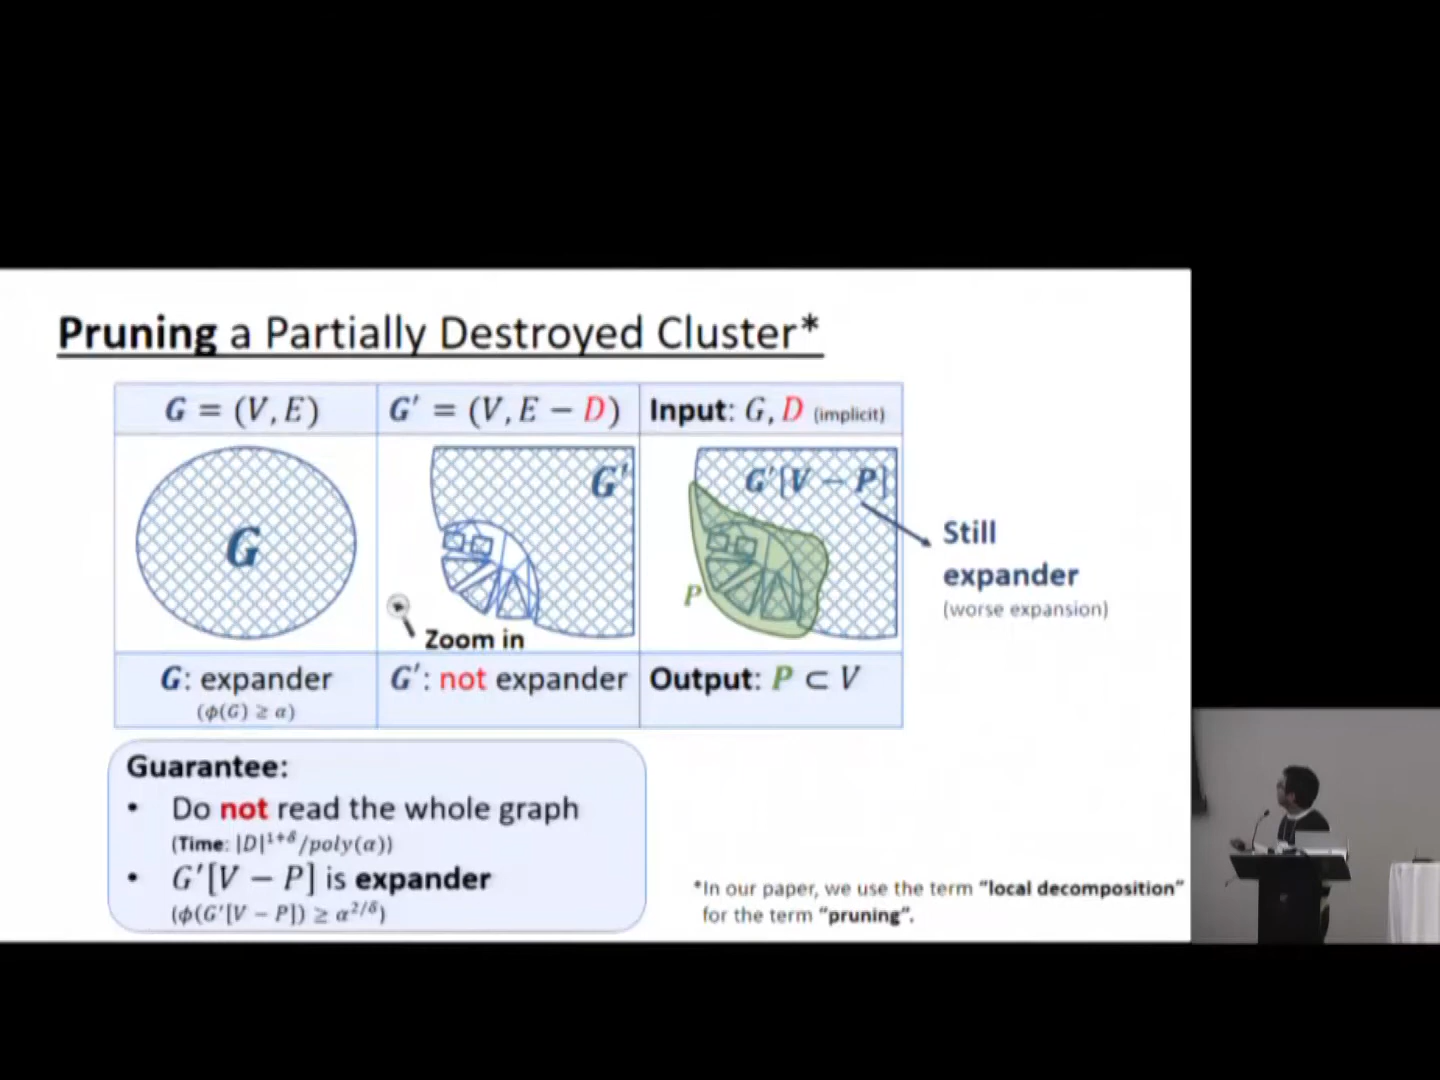 Pruning a Partially Destroyed Cluster*
G = (V, E)
G' = (V, E − D)
Input: G, D (implicit)
G
G'
Zoom in
G'[V − P]
P
Still
expander
(worse expansion)
G: expander
(ϕ(G) ≥ α)
G': not expander
Output: P ⊂ V
Guarantee:
• Do not read the whole graph
(Time: |D|^{1+δ}/poly(α))
• G'[V − P] is expander
(ϕ(G'[V − P]) ≥ α^{2/δ})
*In our paper, we use the term "local decomposition"
for the term "pruning".